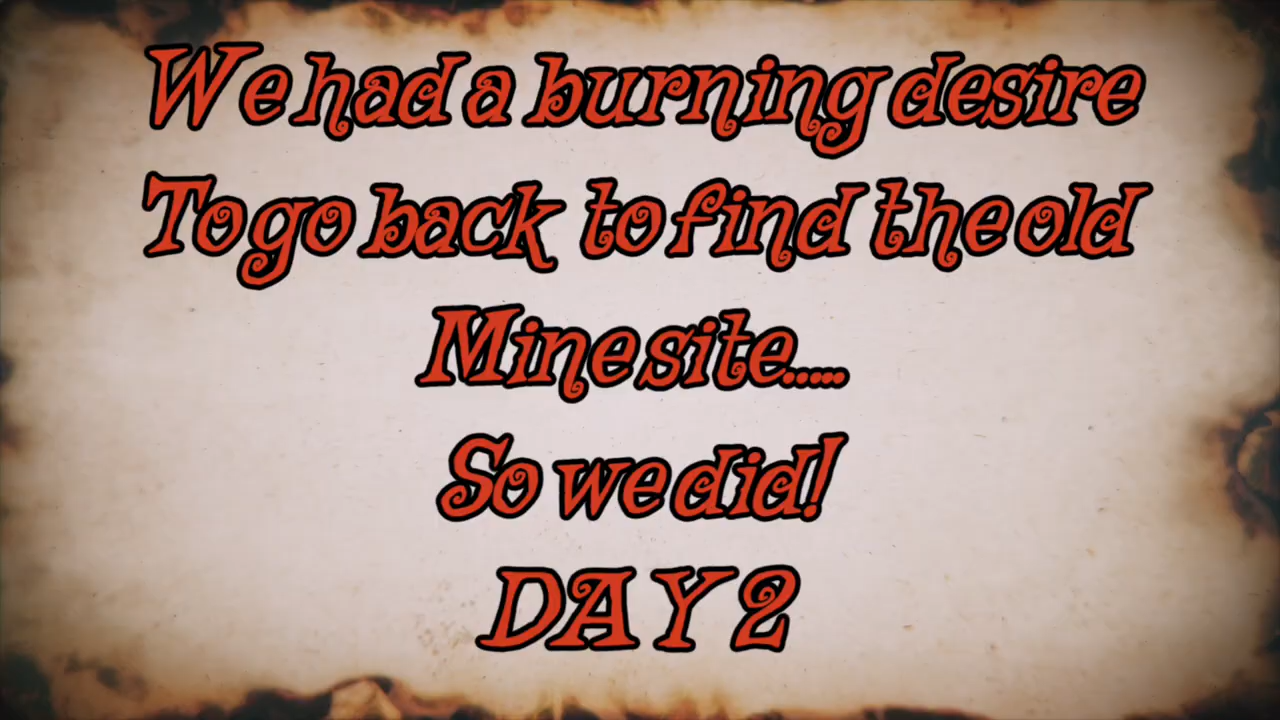 We had a burning desire
To go back to find the old
Mine site.....
So we did!
DAY 2